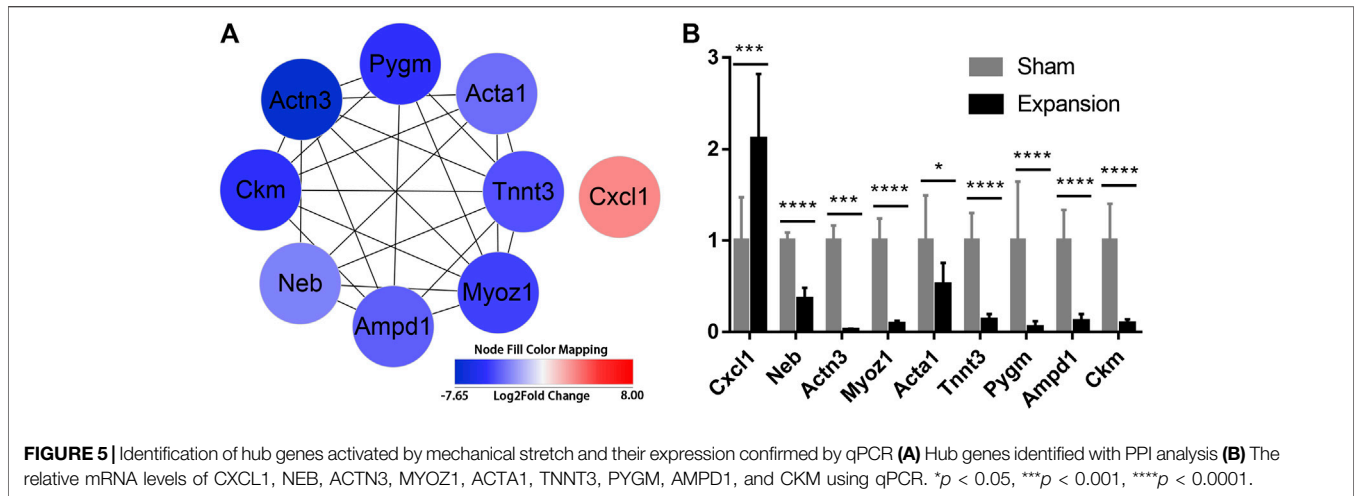 A
Pygm
Actn3
Acta1
Ckm
Tnnt3
Cxcl1
Neb
Myoz1
Ampd1
Node Fill Color Mapping
-7.65 Log2Fold Change 8.00
B
3
2
1
0
Sham
Expansion
***
****
***
****
*
****
****
****
****
Cxcl1
Neb
Actn3
Myoz1
Acta1
Tnnt3
Pygm
Ampd1
Ckm
FIGURE 5 | Identification of hub genes activated by mechanical stretch and their expression confirmed by qPCR (A) Hub genes identified with PPI analysis (B) The
relative mRNA levels of CXCL1, NEB, ACTN3, MYOZ1, ACTA1, TNNT3, PYGM, AMPD1, and CKM using qPCR. *p < 0.05, ***p < 0.001, ****p < 0.0001.